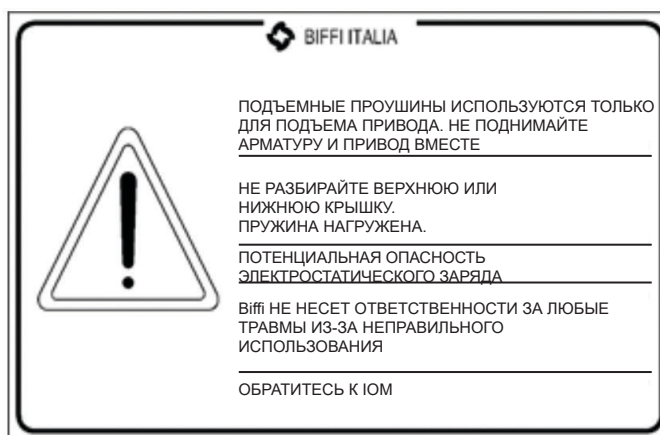 BIFFI ITALIA
ПОДЪЕМНЫЕ ПРОУШИНЫ ИСПОЛЬЗУЮТСЯ ТОЛЬКО
ДЛЯ ПОДЪЕМА ПРИВОДА. НЕ ПОДНИМАЙТЕ
АРМАТУРУ И ПРИВОД ВМЕСТЕ
НЕ РАЗБИРАЙТЕ ВЕРХНЮЮ ИЛИ
НИЖНЮЮ КРЫШКУ.
ПРУЖИНА НАГРУЖЕНА.
ПОТЕНЦИАЛЬНАЯ ОПАСНОСТЬ
ЭЛЕКТРОСТАТИЧЕСКОГО ЗАРЯДА
Biffi НЕ НЕСЕТ ОТВЕТСТВЕННОСТИ ЗА ЛЮБЫЕ
ТРАВМЫ ИЗ-ЗА НЕПРАВИЛЬНОГО
ИСПОЛЬЗОВАНИЯ
ОБРАТИТЕСЬ К IOM